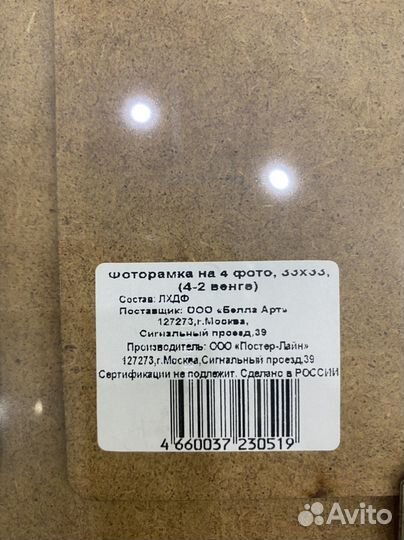 Фоторамка на 4 фото, 33х33,
(4-2 венге)
Состав: ЛХДФ
Поставщик: ООО «Белла Арт»
127273,г.Москва,
Сигнальный проезд,39
Производитель: ООО «Постер-Лайн»
127273,г.Москва,Сигнальный проезд,39
Сертификации не подлежит. Сделано в РОССИИ
4 660037 230519
Avito